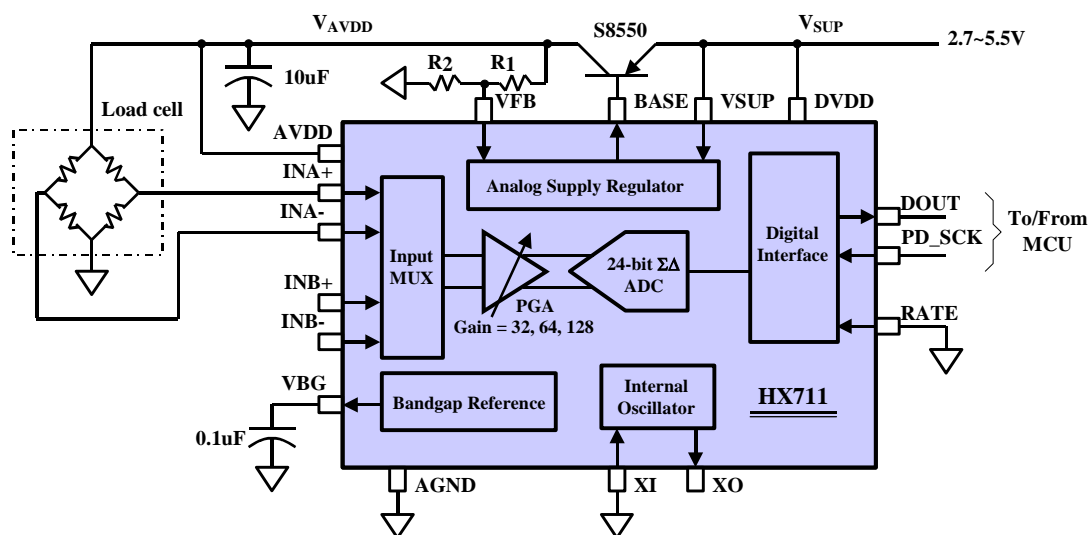 V_AVDD
S8550
V_SUP
2.7~5.5V
R2
R1
10uF
VFB
BASE
VSUP
DVDD
Load cell
AVDD
INA+
INA-
INB+
INB-
VBG
0.1uF
Analog Supply Regulator
Input
MUX
PGA
Gain = 32, 64, 128
24-bit ΣΔ
ADC
Digital
Interface
DOUT
PD_SCK
To/From
MCU
RATE
Bandgap Reference
Internal
Oscillator
HX711
AGND
XI
XO